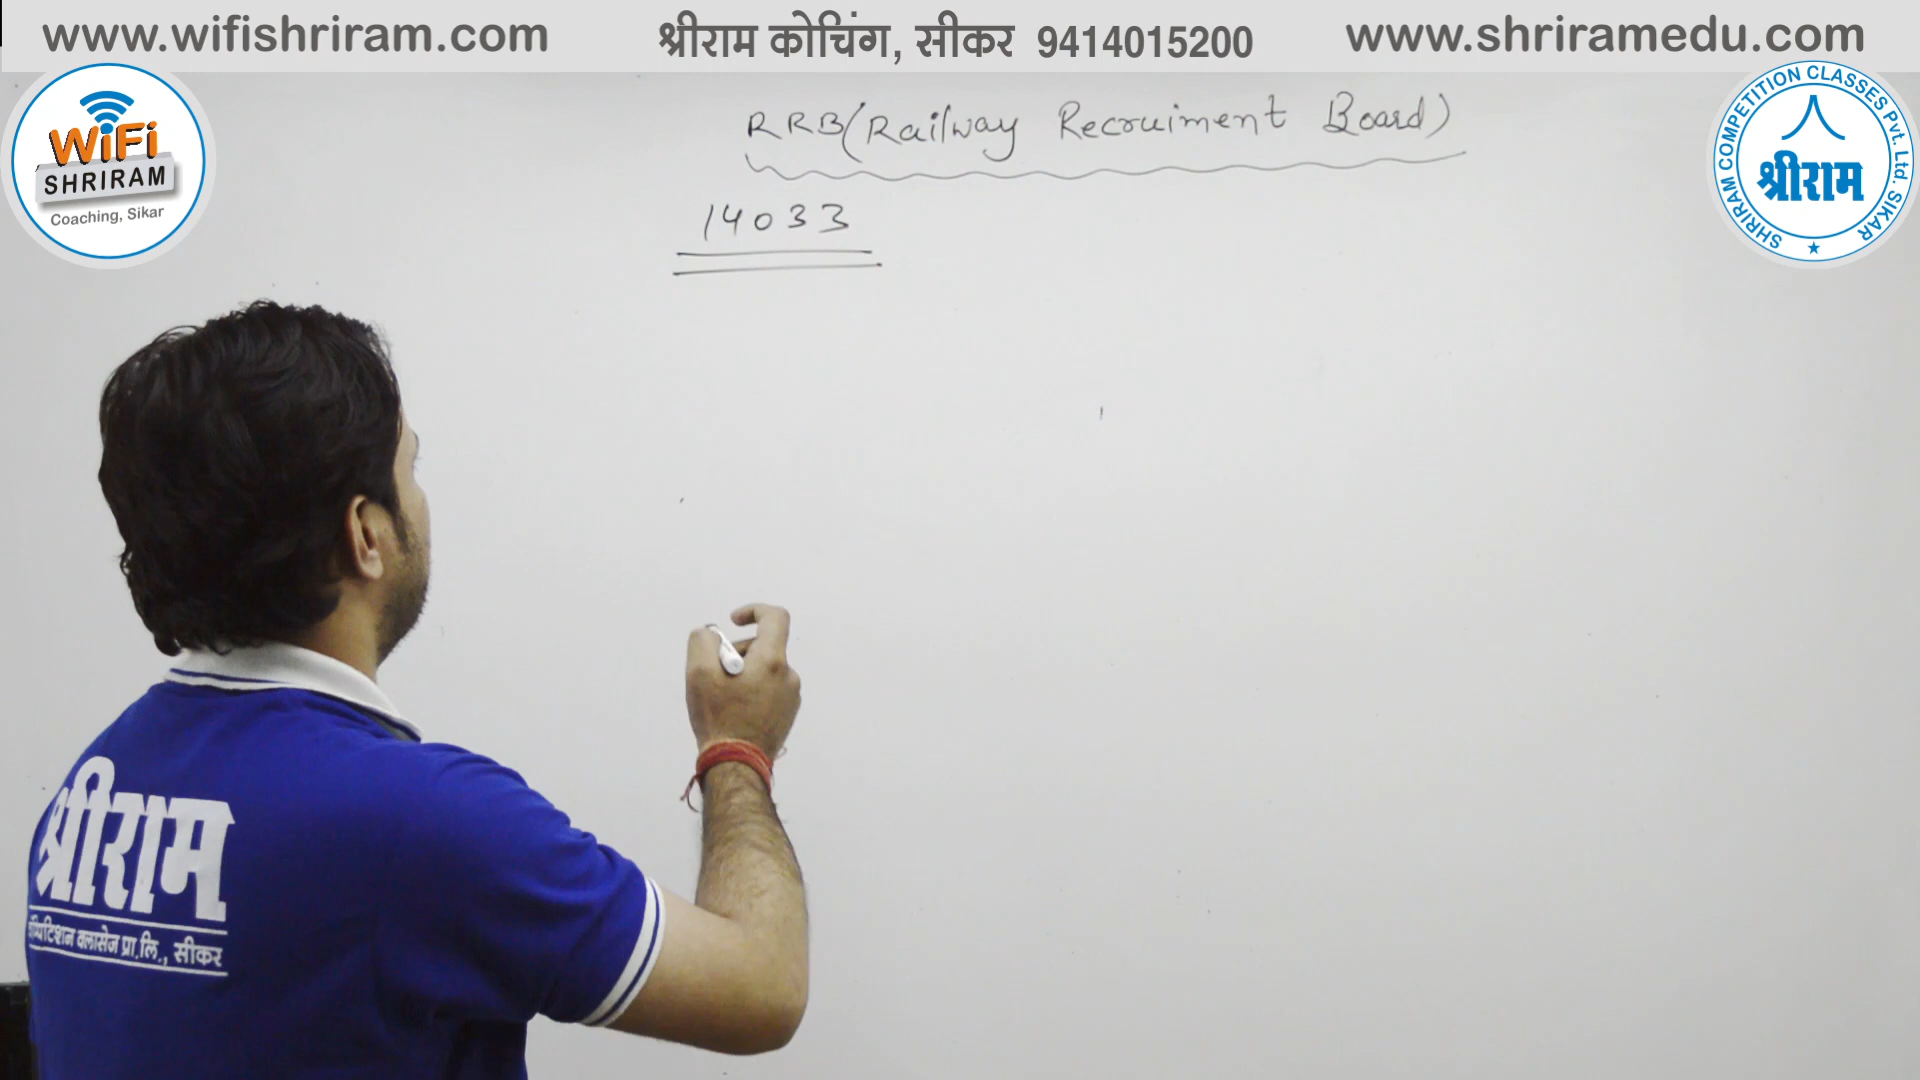 www.wifishriram.com
श्रीराम कोचिंग, सीकर 9414015200
www.shriramedu.com
WiFi
SHRIRAM
Coaching, Sikar
SHRIRAM COMPETITION CLASSES Pvt. Ltd. SIKAR
श्रीराम
RRB (Railway Recruiment Board)
14033
श्रीराम
क्लासेज प्रा.लि., सीकर